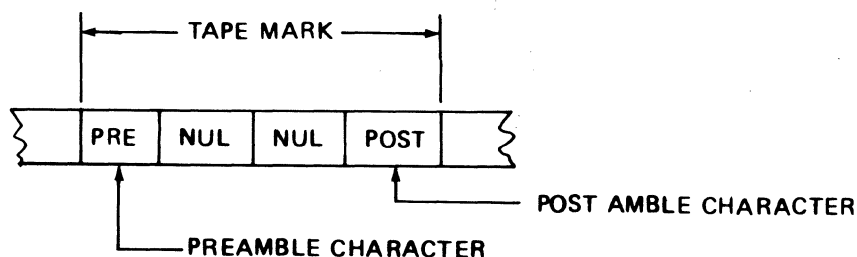 TAPE MARK
PRE NUL NUL POST
POST AMBLE CHARACTER
PREAMBLE CHARACTER